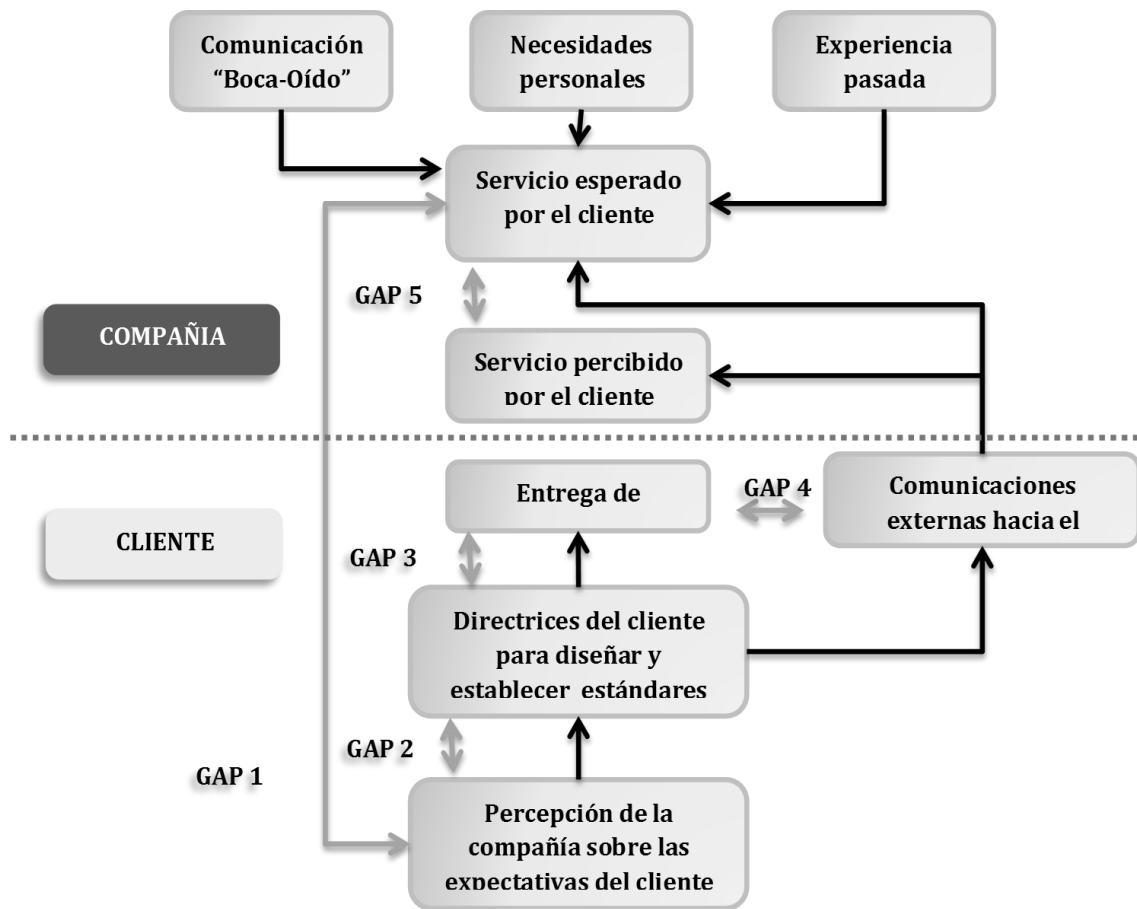 Comunicación
“Boca-Oído”
Necesidades
personales
Experiencia
pasada
Servicio esperado
por el cliente
GAP 5
COMPAÑIA
Servicio percibido
por el cliente
Entrega de
GAP 4
Comunicaciones
externas hacia el
CLIENTE
GAP 3
Directrices del cliente
para diseñar y
establecer estándares
GAP 2
GAP 1
Percepción de la
compañía sobre las
expectativas del cliente